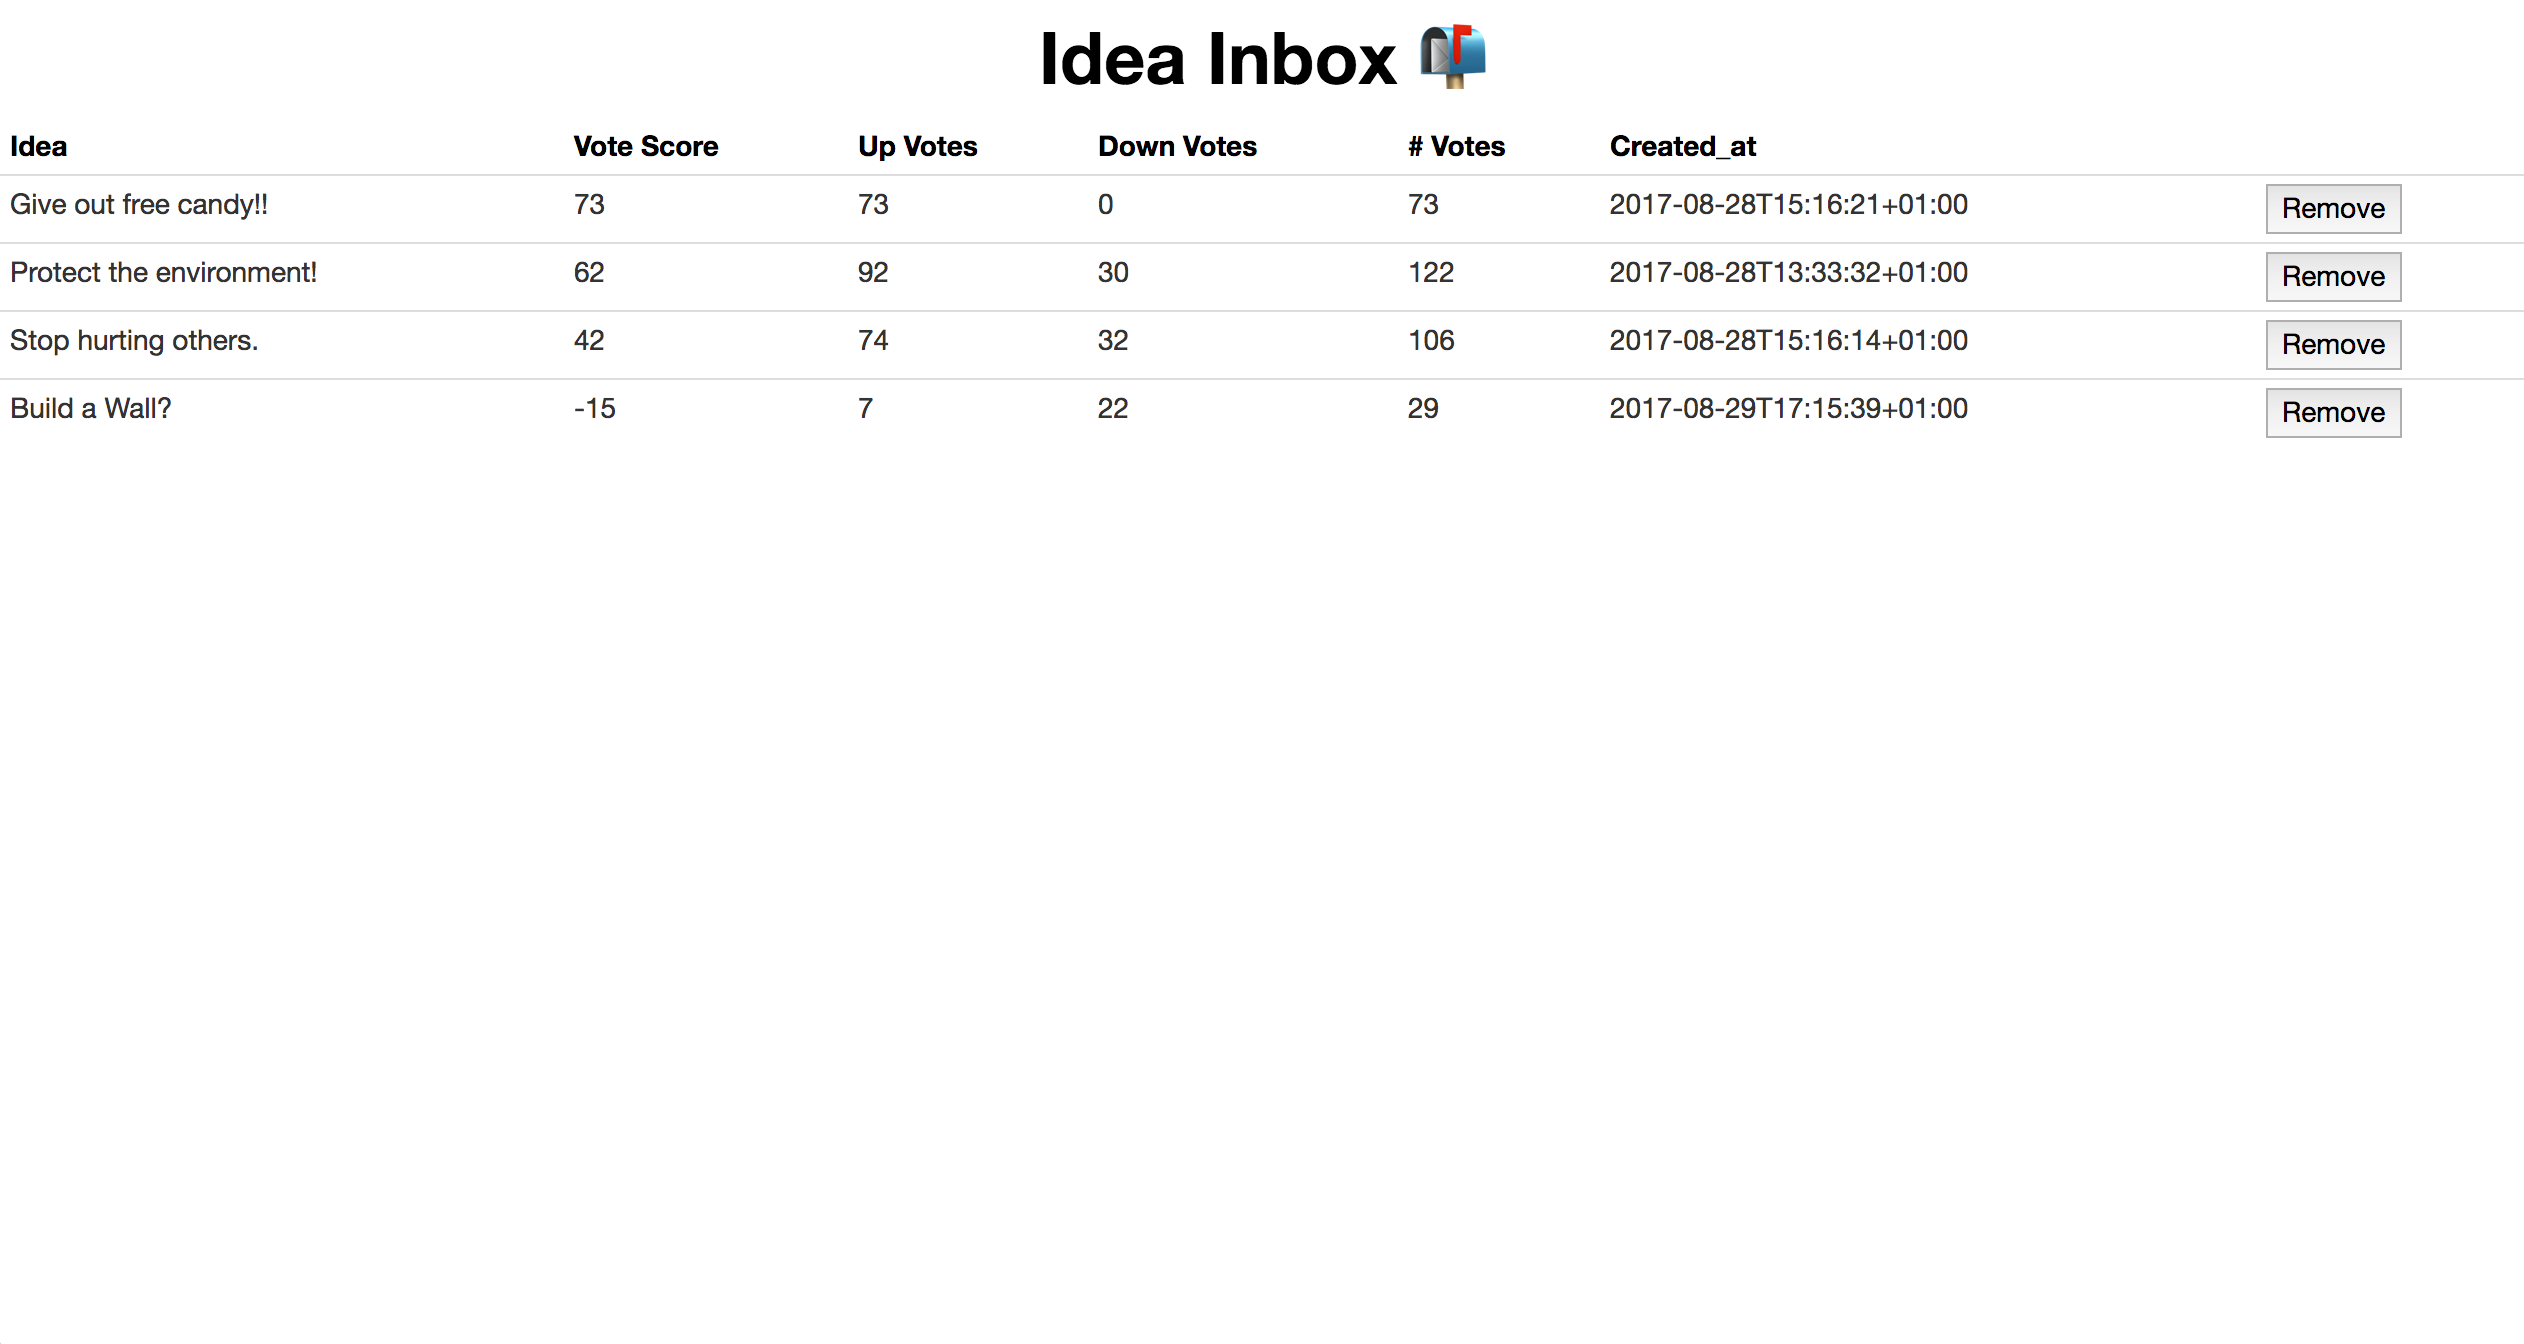 Idea Inbox 📬
Idea Vote Score Up Votes Down Votes # Votes Created_at
Give out free candy!! 73 73 0 73 2017-08-28T15:16:21+01:00 Remove
Protect the environment! 62 92 30 122 2017-08-28T13:33:32+01:00 Remove
Stop hurting others. 42 74 32 106 2017-08-28T15:16:14+01:00 Remove
Build a Wall? -15 7 22 29 2017-08-29T17:15:39+01:00 Remove